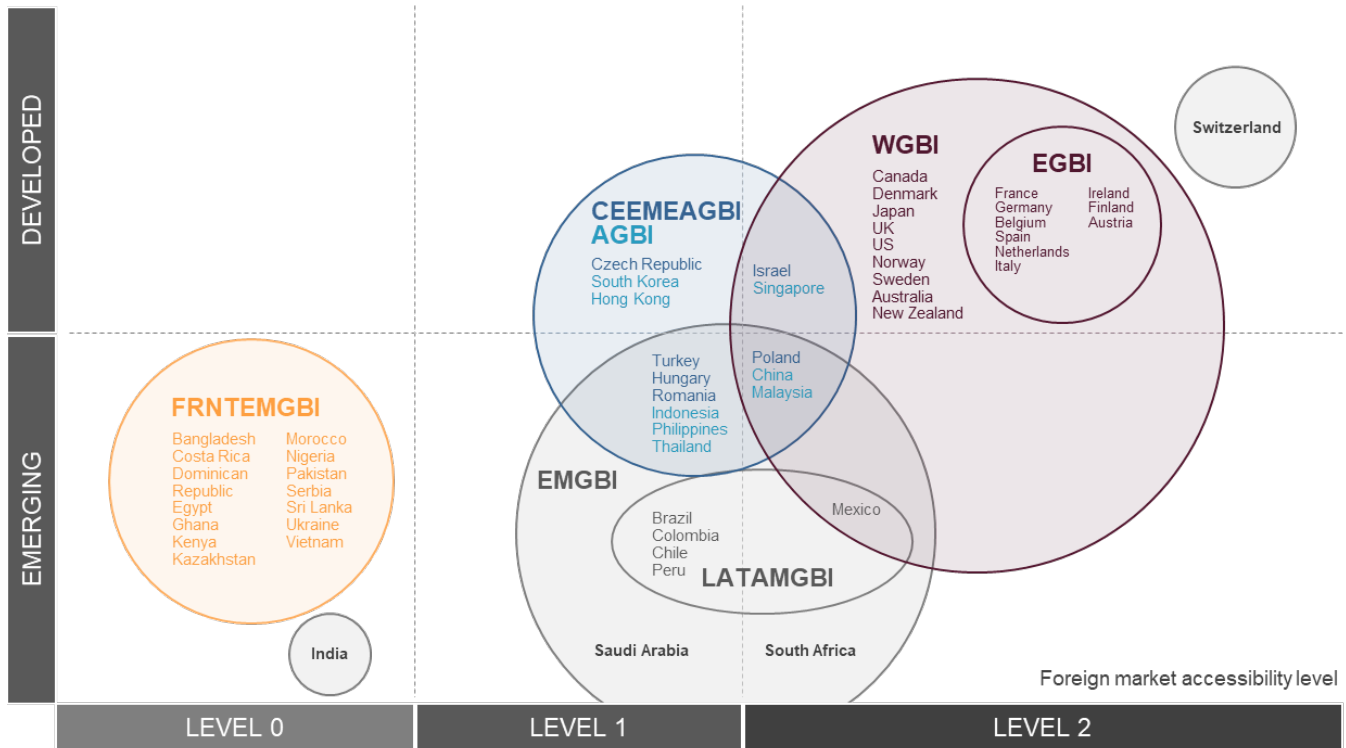 DEVELOPED
EMERGING
WGBI
Canada
Denmark
Japan
UK
US
Norway
Sweden
Australia
New Zealand
EGBI
France
Germany
Belgium
Spain
Netherlands
Italy
Ireland
Finland
Austria
Switzerland
CEEMEAGBI
AGBI
Czech Republic
South Korea
Hong Kong
Israel
Singapore
Turkey
Hungary
Romania
Indonesia
Philippines
Thailand
Poland
China
Malaysia
FRNTEMGBI
Bangladesh
Costa Rica
Dominican
Republic
Egypt
Ghana
Kenya
Kazakhstan
Morocco
Nigeria
Pakistan
Serbia
Sri Lanka
Ukraine
Vietnam
India
EMGBI
Brazil
Colombia
Chile
Peru
Mexico
LATAMGBI
Saudi Arabia
South Africa
Foreign market accessibility level
LEVEL 0
LEVEL 1
LEVEL 2